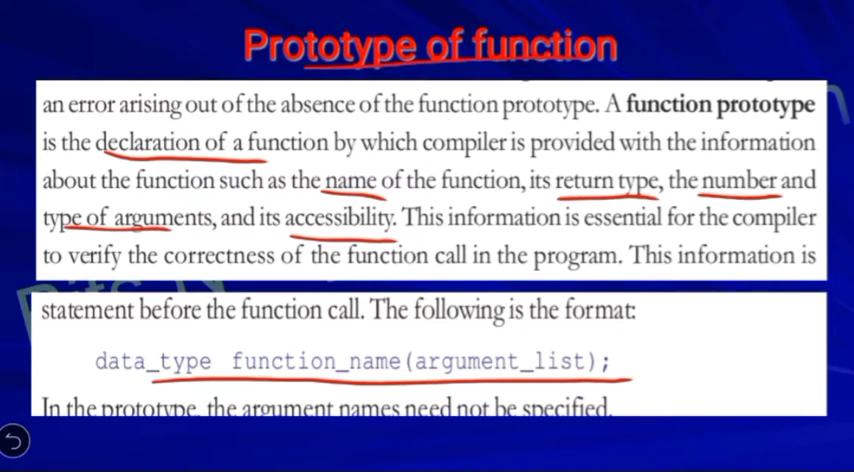 Prototype of function
an error arising out of the absence of the function prototype. A function prototype
is the declaration of a function by which compiler is provided with the information
about the function such as the name of the function, its return type, the number and
type of arguments, and its accessibility. This information is essential for the compiler
to verify the correctness of the function call in the program. This information is
statement before the function call. The following is the format:
data_type function_name(argument_list);
In the prototype, the argument names need not be specified.